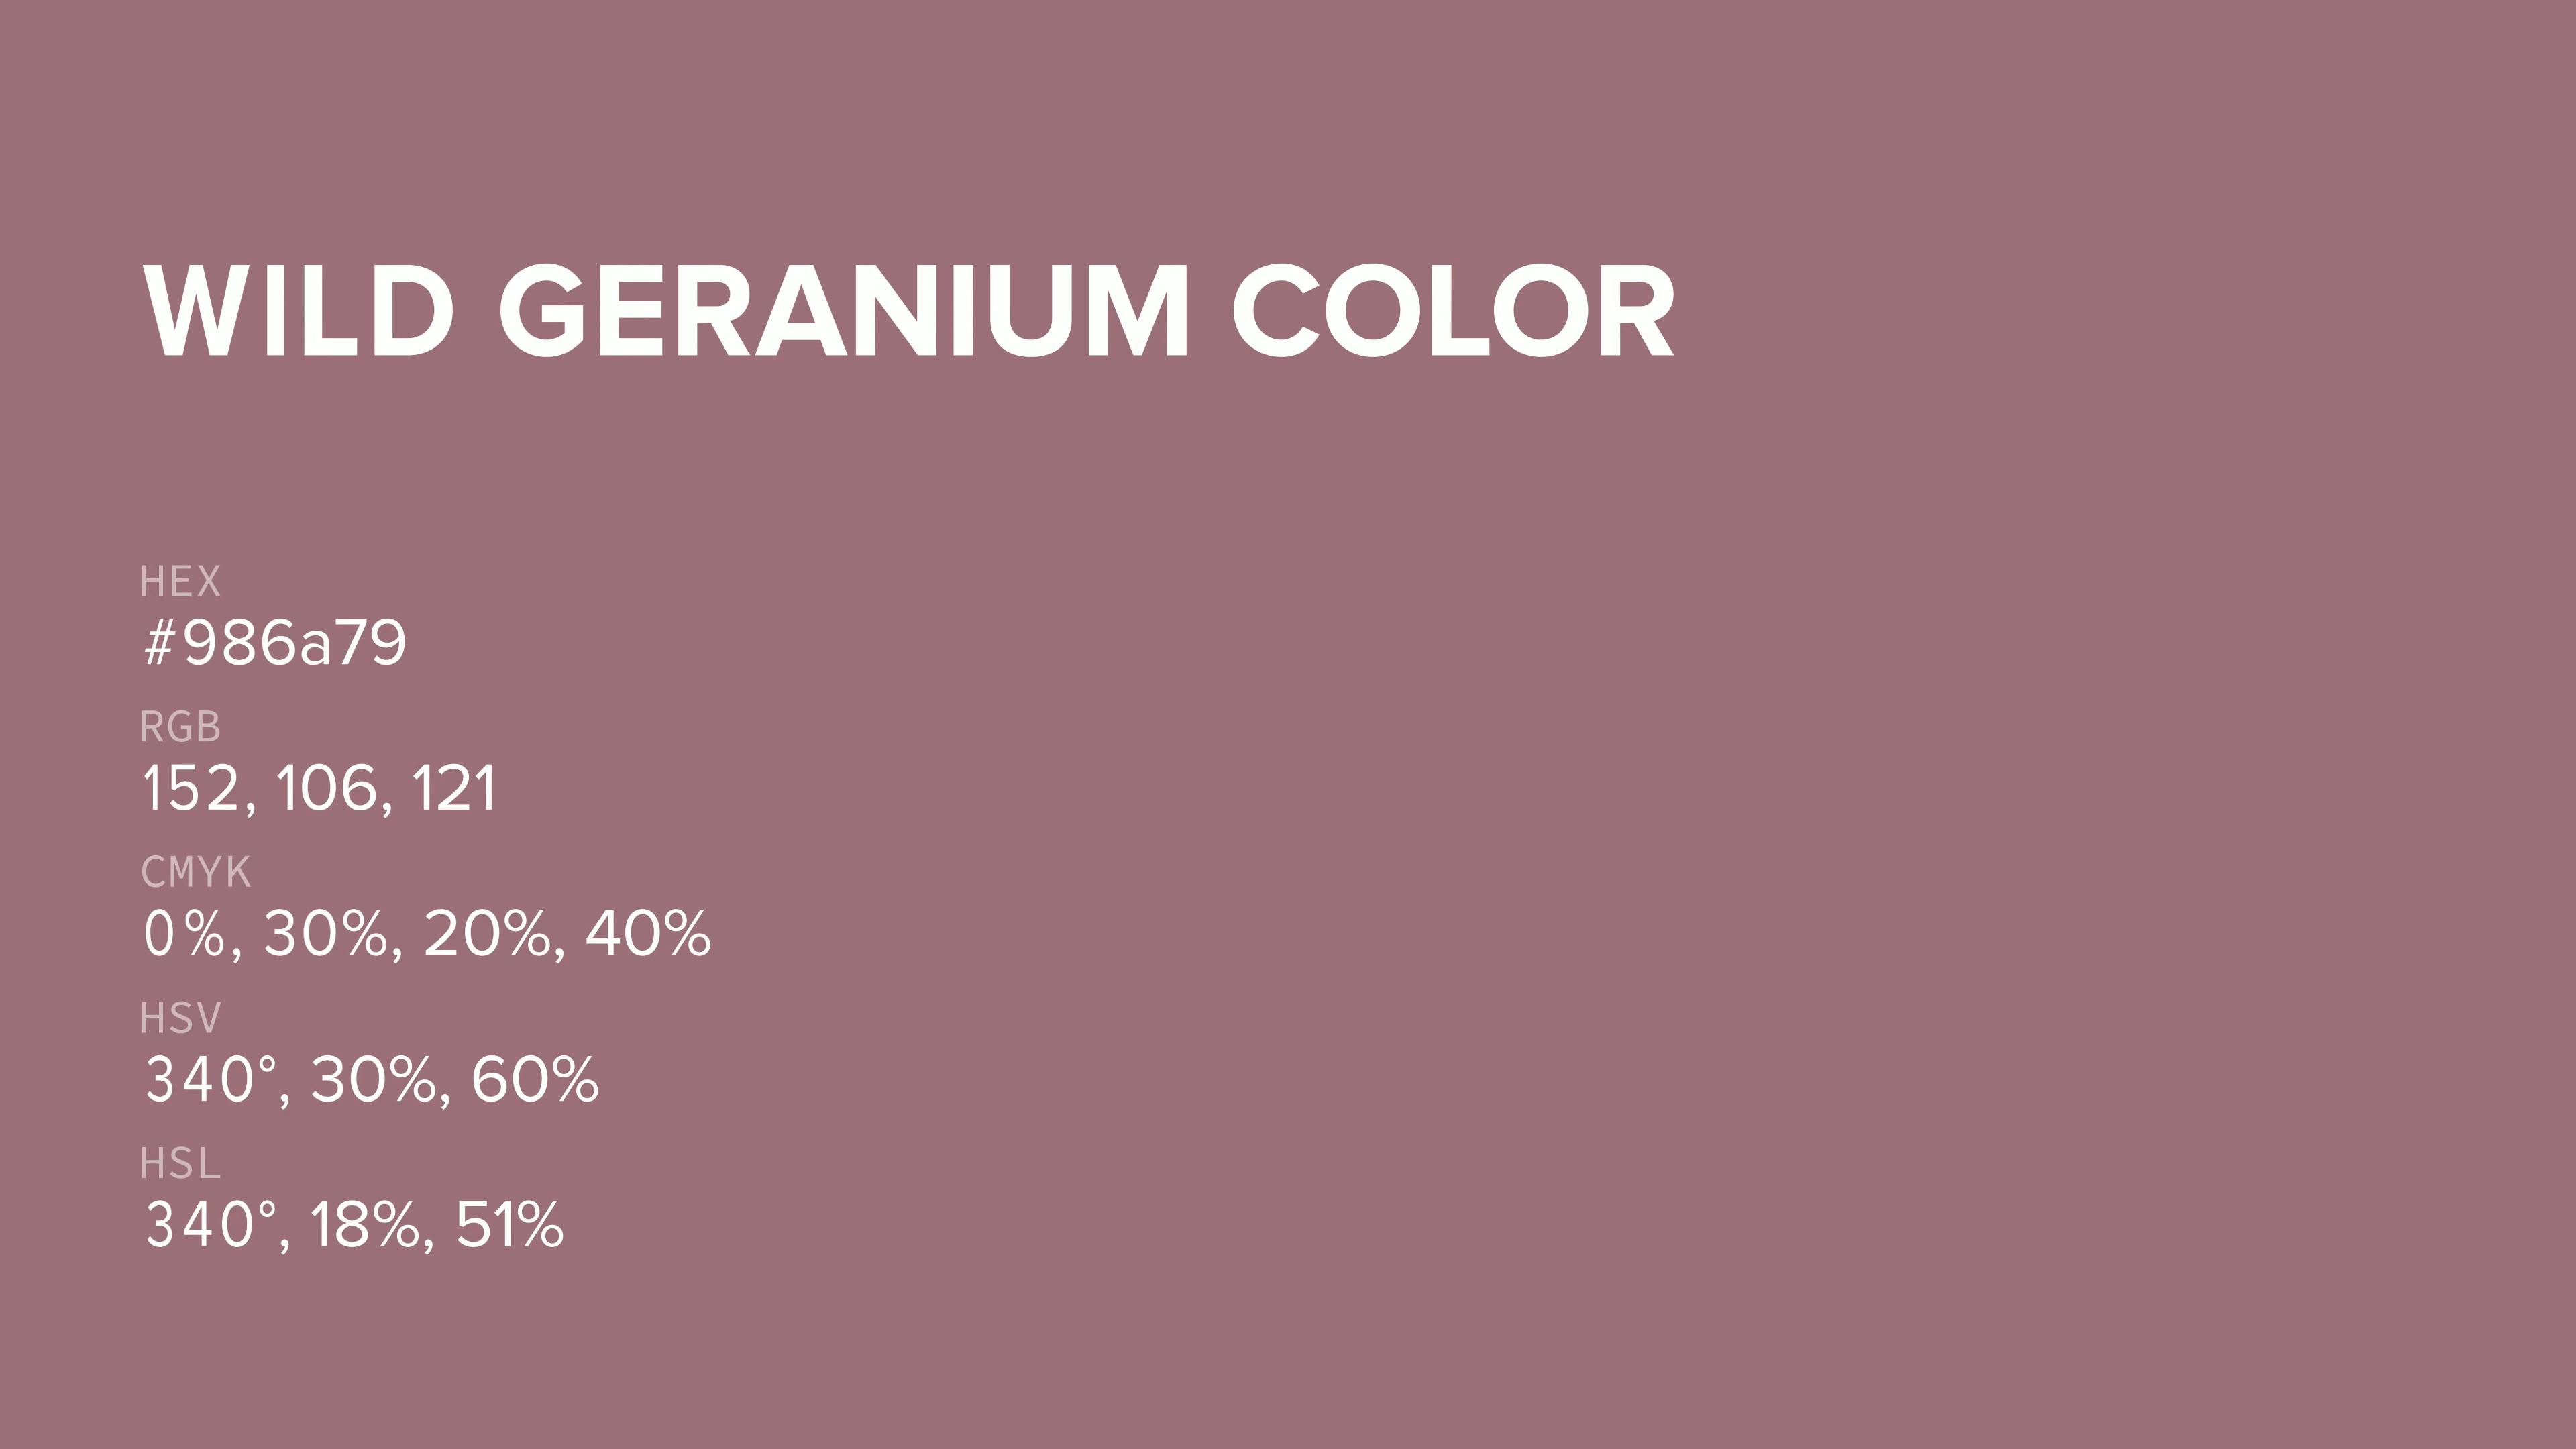 WILD GERANIUM COLOR
HEX
#986a79
RGB
152, 106, 121
CMYK
0%, 30%, 20%, 40%
HSV
340°, 30%, 60%
HSL
340°, 18%, 51%